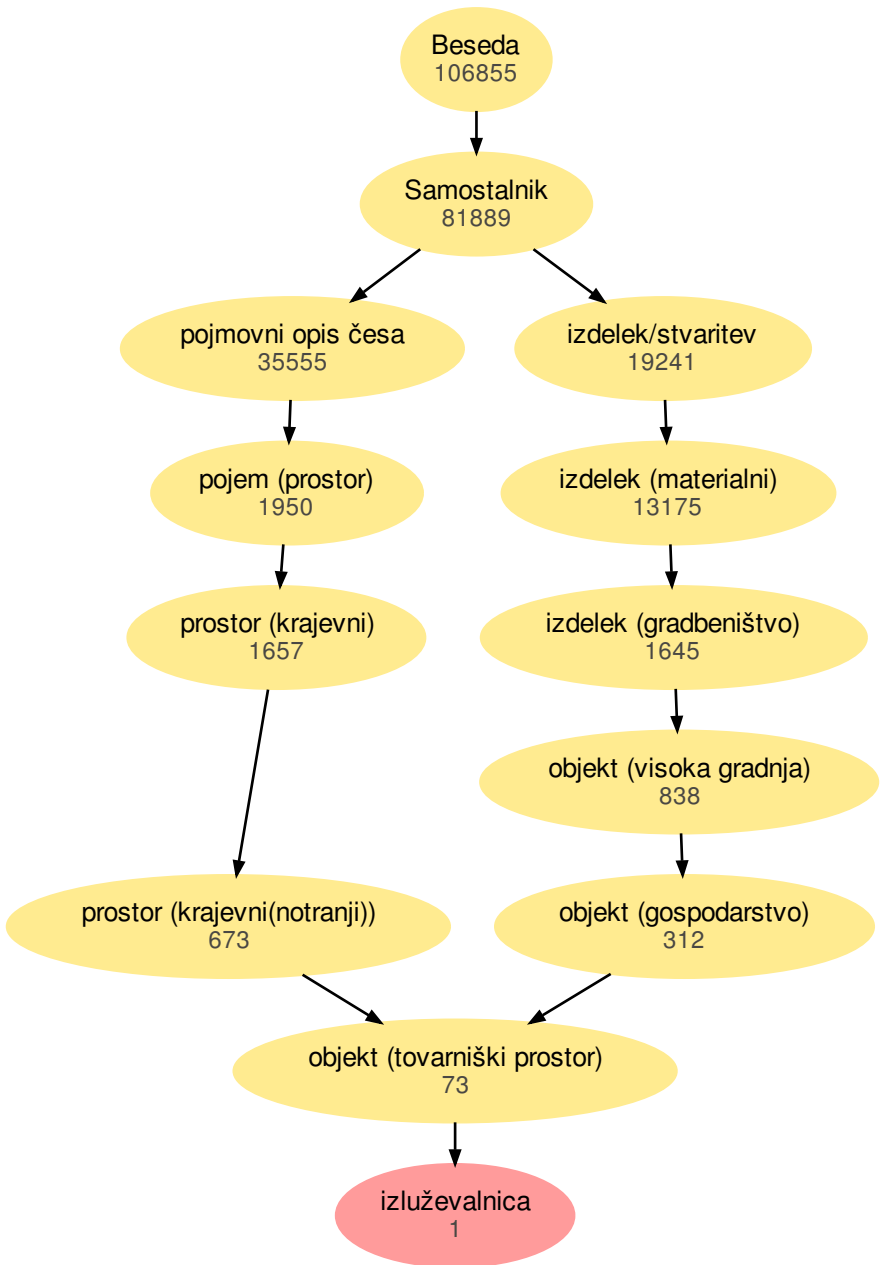 Beseda
106855
Samostalnik
81889
pojmovni opis česa
35555
izdelek/stvaritev
19241
pojem (prostor)
1950
izdelek (materialni)
13175
prostor (krajevni)
1657
izdelek (gradbeništvo)
1645
objekt (visoka gradnja)
838
prostor (krajevni(notranji))
673
objekt (gospodarstvo)
312
objekt (tovarniški prostor)
73
izluževalnica
1